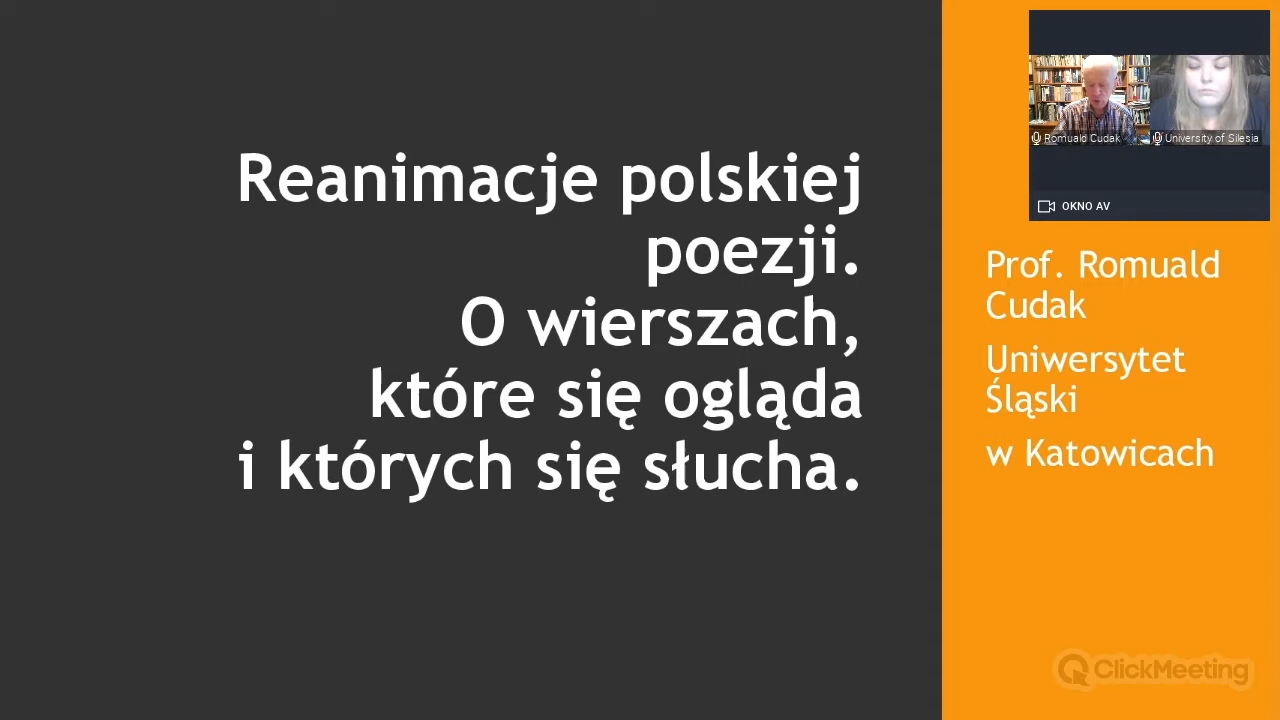 Reanimacje polskiej
poezji.
O wierszach,
które się ogląda
i których się słucha.
Romuald Cudak
University of Silesia
OKNO AV
Prof. Romuald
Cudak
Uniwersytet
Śląski
w Katowicach
ClickMeeting